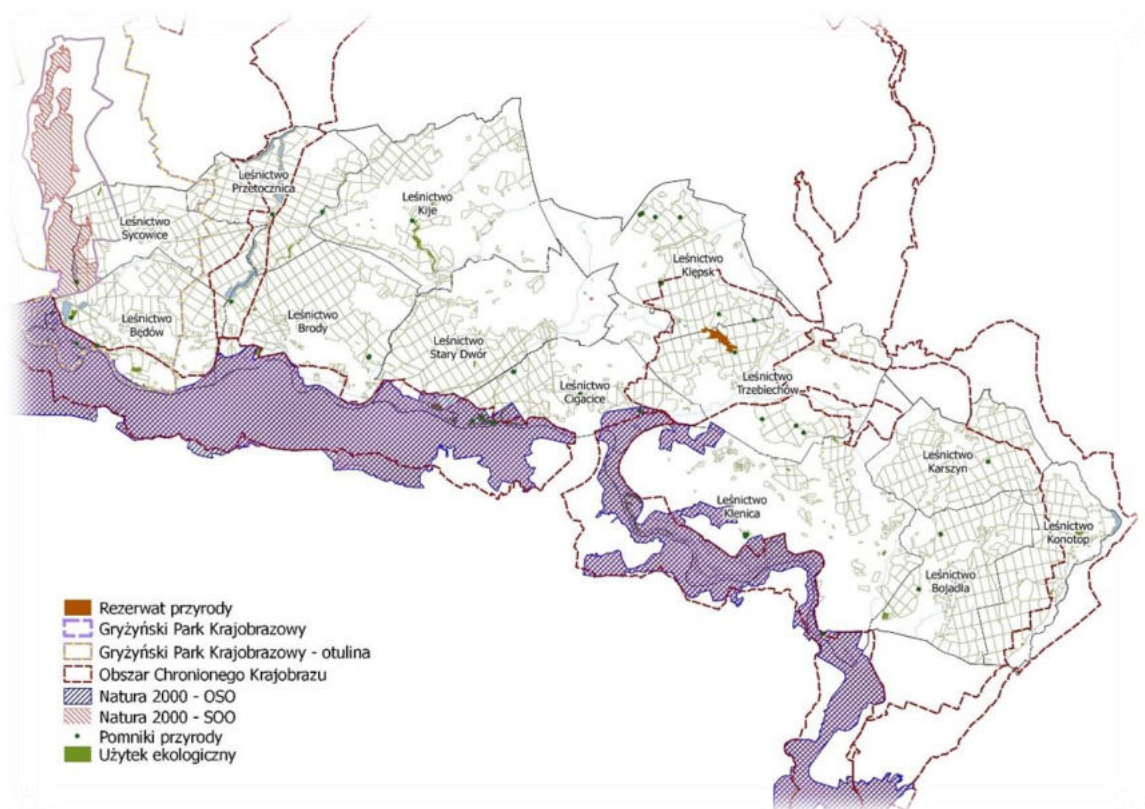 Leśnictwo
Przetocznica
Leśnictwo
Kije
Leśnictwo
Sycowice
Leśnictwo
Klępsk
Leśnictwo
Będów
Leśnictwo
Brody
Leśnictwo
Stary Dwór
Leśnictwo
Cigacice
Leśnictwo
Trzebiechów
Leśnictwo
Karszyn
Leśnictwo
Klenica
Leśnictwo
Konotop
Leśnictwo
Bojadła
Rezerwat przyrody
Gryżyński Park Krajobrazowy
Gryżyński Park Krajobrazowy - otulina
Obszar Chronionego Krajobrazu
Natura 2000 - OSO
Natura 2000 - SOO
Pomniki przyrody
Użytek ekologiczny